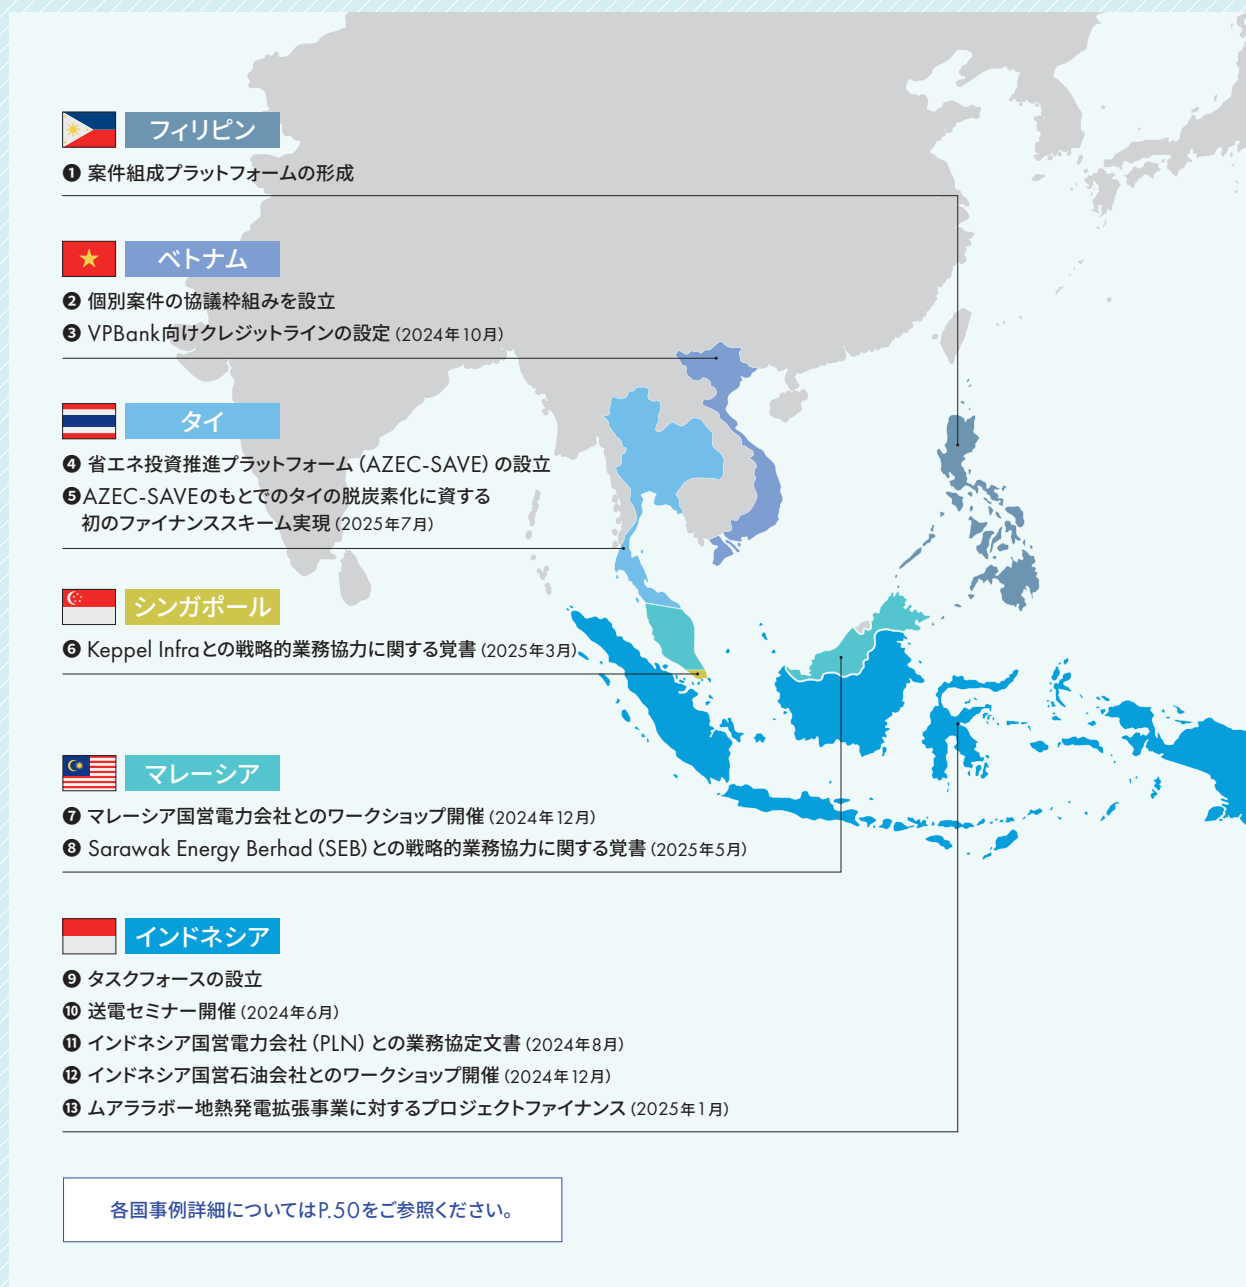 フィリピン
❶ 案件組成プラットフォームの形成
ベトナム
❷ 個別案件の協議枠組みを設立
❸ VPBank向けクレジットラインの設定（2024年10月）
タイ
❹ 省エネ投資推進プラットフォーム（AZEC-SAVE）の設立
❺AZEC-SAVEのもとでのタイの脱炭素化に資する
初のファイナンススキーム実現（2025年7月）
シンガポール
❻ Keppel Infraとの戦略的業務協力に関する覚書（2025年3月）
マレーシア
❼ マレーシア国営電力会社とのワークショップ開催（2024年12月）
❽ Sarawak Energy Berhad（SEB）との戦略的業務協力に関する覚書（2025年5月）
インドネシア
❾ タスクフォースの設立
❿ 送電セミナー開催（2024年6月）
⓫ インドネシア国営電力会社（PLN）との業務協定文書（2024年8月）
⓬ インドネシア国営石油会社とのワークショップ開催（2024年12月）
⓭ ムアララボー地熱発電拡張事業に対するプロジェクトファイナンス（2025年1月）
各国事例詳細についてはP.50をご参照ください。